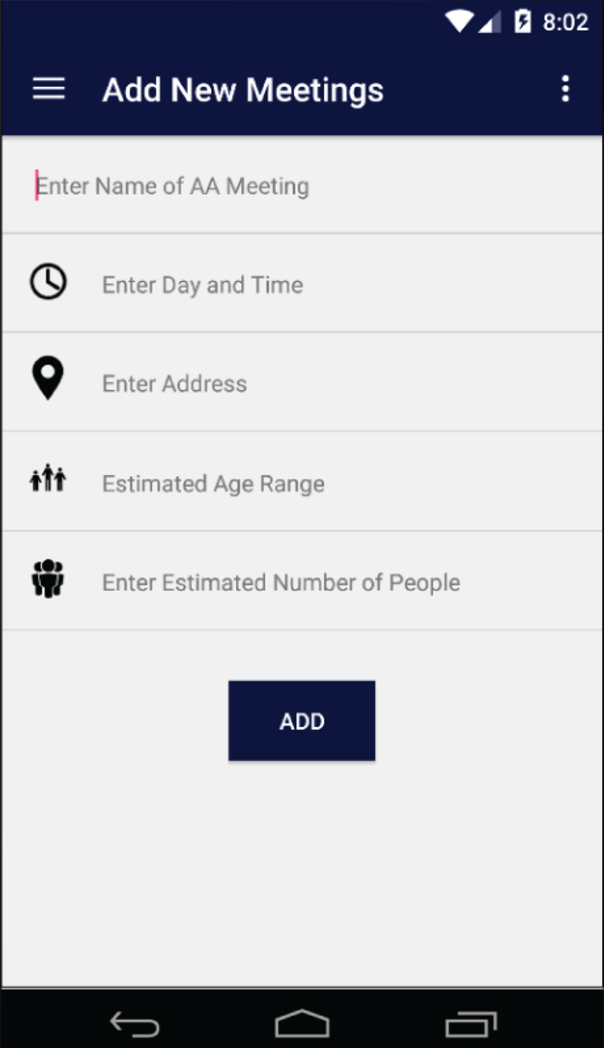 8:02
Add New Meetings
Enter Name of AA Meeting
Enter Day and Time
Enter Address
Estimated Age Range
Enter Estimated Number of People
ADD